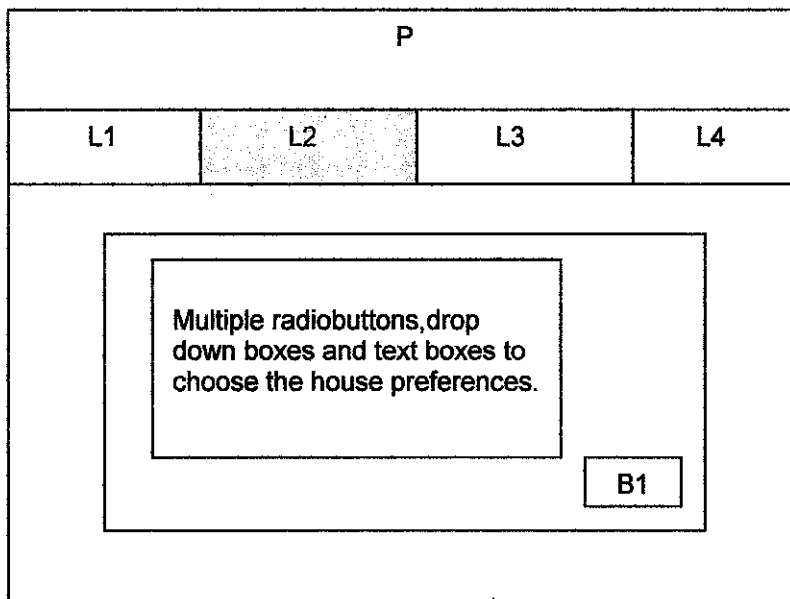 P
L1 L2 L3 L4
Multiple radiobuttons,drop
down boxes and text boxes to
choose the house preferences.
B1